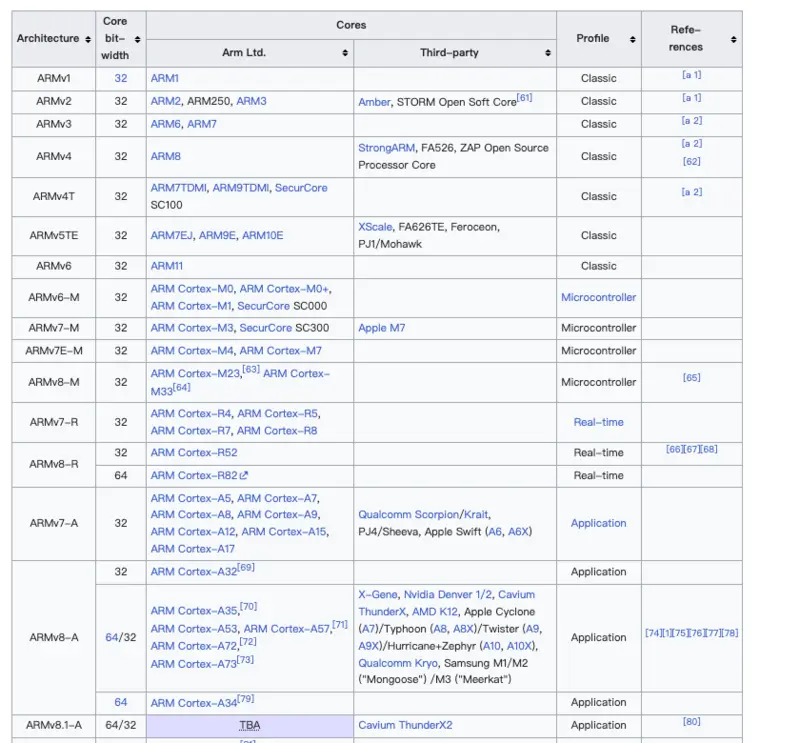 Architecture
Core bit-width
Cores
Arm Ltd.
Third-party
Profile
Refe-
rences
ARMv1
32
ARM1
Classic
[a 1]
ARMv2
32
ARM2, ARM250, ARM3
Amber, STORM Open Soft Core[61]
Classic
[a 1]
ARMv3
32
ARM6, ARM7
Classic
[a 2]
ARMv4
32
ARM8
StrongARM, FA526, ZAP Open Source
Processor Core
Classic
[a 2]
[62]
ARMv4T
32
ARM7TDMI, ARM9TDMI, SecurCore
SC100
Classic
[a 2]
ARMv5TE
32
ARM7EJ, ARM9E, ARM10E
XScale, FA626TE, Feroceon,
PJ1/Mohawk
Classic
ARMv6
32
ARM11
Classic
ARMv6-M
32
ARM Cortex-M0, ARM Cortex-M0+,
ARM Cortex-M1, SecurCore SC000
Microcontroller
ARMv7-M
32
ARM Cortex-M3, SecurCore SC300
Apple M7
Microcontroller
ARMv7E-M
32
ARM Cortex-M4, ARM Cortex-M7
Microcontroller
ARMv8-M
32
ARM Cortex-M23,[63] ARM Cortex-
M33[64]
Microcontroller
[65]
ARMv7-R
32
ARM Cortex-R4, ARM Cortex-R5,
ARM Cortex-R7, ARM Cortex-R8
Real-time
ARMv8-R
32
ARM Cortex-R52
Real-time
[66][67][68]
64
ARM Cortex-R82
Real-time
ARMv7-A
32
ARM Cortex-A5, ARM Cortex-A7,
ARM Cortex-A8, ARM Cortex-A9,
ARM Cortex-A12, ARM Cortex-A15,
ARM Cortex-A17
Qualcomm Scorpion/Krait,
PJ4/Sheeva, Apple Swift (A6, A6X)
Application
ARMv8-A
32
ARM Cortex-A32[69]
Application
64/32
ARM Cortex-A35,[70]
ARM Cortex-A53, ARM Cortex-A57,[71]
ARM Cortex-A72,[72]
ARM Cortex-A73[73]
X-Gene, Nvidia Denver 1/2, Cavium
ThunderX, AMD K12, Apple Cyclone
(A7)/Typhoon (A8, A8X)/Twister (A9,
A9X)/Hurricane+Zephyr (A10, A10X),
Qualcomm Kryo, Samsung M1/M2
("Mongoose") /M3 ("Meerkat")
Application
[74][1][75][76][77][78]
64
ARM Cortex-A34[79]
Application
ARMv8.1-A
64/32
TBA
Cavium ThunderX2
Application
[80]